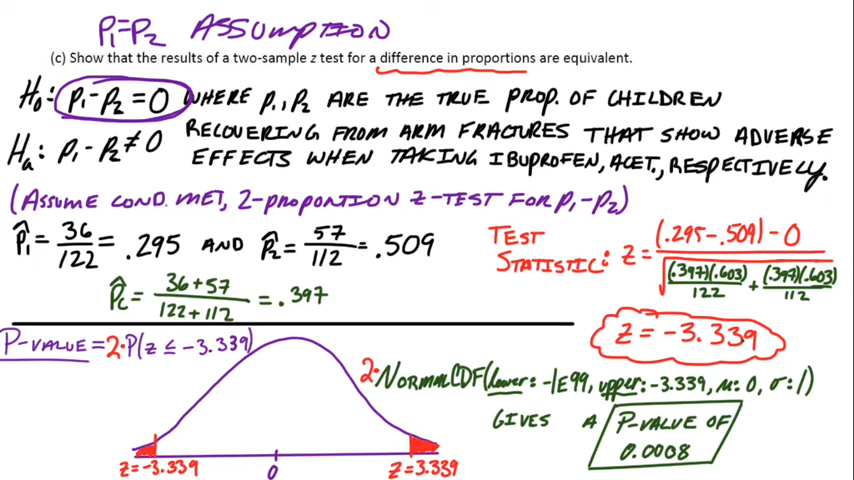 P₁=P₂ ASSUMPTION
(c) Show that the results of a two-sample z test for a difference in proportions are equivalent.
H₀: p₁-p₂=0 WHERE p₁,p₂ ARE THE TRUE PROP. OF CHILDREN
RECOVERING FROM ARM FRACTURES THAT SHOW ADVERSE
Hₐ: p₁-p₂≠0 EFFECTS WHEN TAKING IBUPROFEN, ACET., RESPECTIVELY.
(ASSUME COND. MET, 2-PROPORTION Z-TEST FOR p₁-p₂)
p̂₁ = 36/122 = .295 AND p̂₂ = 57/112 = .509
TEST STATISTIC: z = (.295-.509)-0 / √((.397)(.603)/122 + (.397)(.603)/112)
p̂c = 36+57/122+112 = .397
z = -3.339
P-VALUE = 2·P(z ≤ -3.339)
2·NORMALCDF(lower: -1E99, upper: -3.339, μ: 0, σ: 1)
GIVES A P-VALUE OF
0.0008
z=-3.339 0 z=3.339